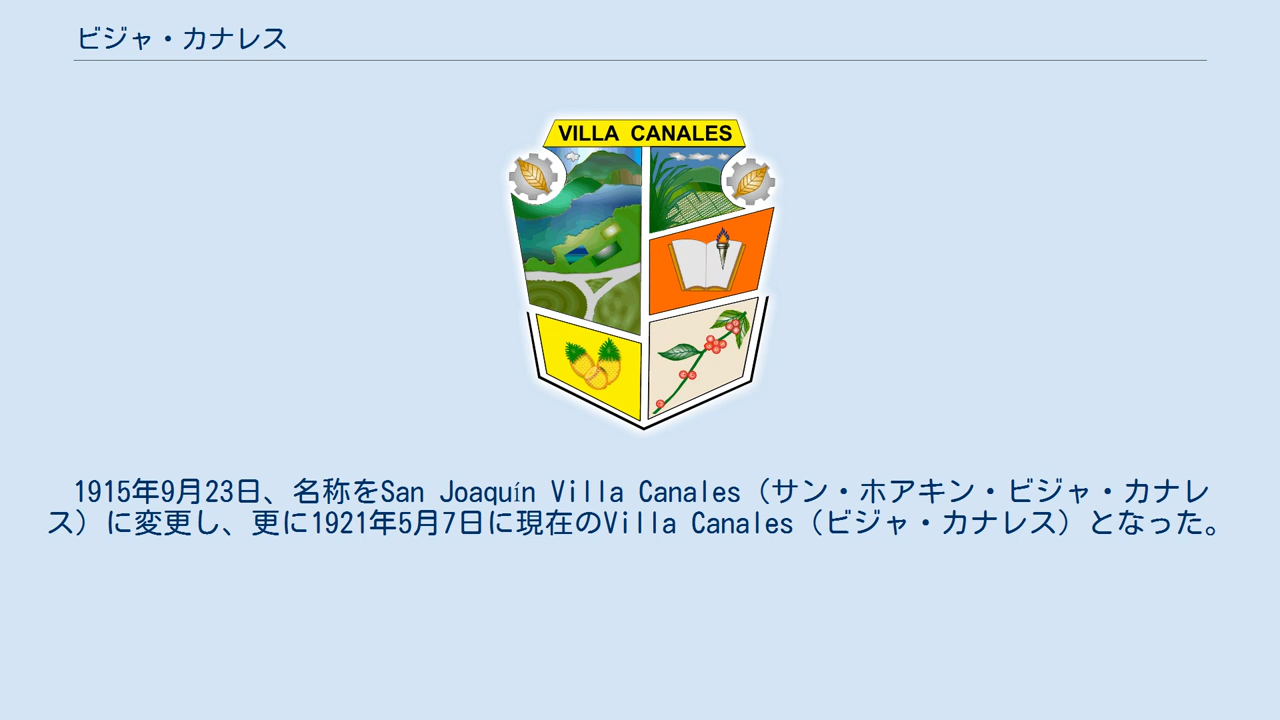 ビジャ・カナレス
VILLA CANALES
1915年9月23日、名称をSan Joaquín Villa Canales（サン・ホアキン・ビジャ・カナレ
ス）に変更し、更に1921年5月7日に現在のVilla Canales（ビジャ・カナレス）となった。